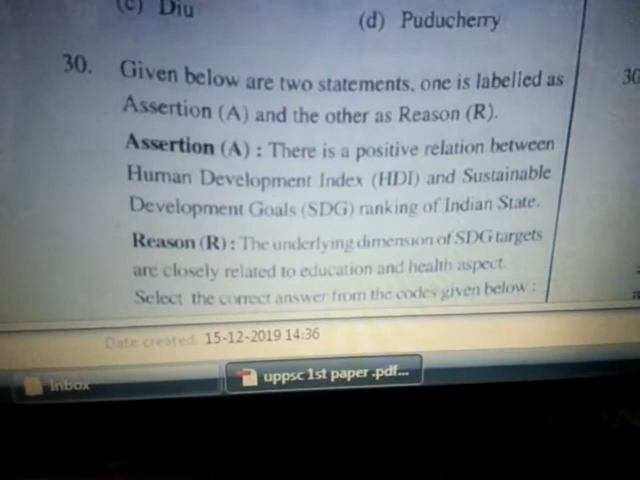 (c) Diu
(d) Puducherry
30. Given below are two statements, one is labelled as
Assertion (A) and the other as Reason (R).
Assertion (A) : There is a positive relation between
Human Development Index (HDI) and Sustainable
Development Goals (SDG) ranking of Indian State.
Reason (R) : The underlying dimension of SDG targets
are closely related to education and health aspect.
Select the correct answer from the codes given below :
30
Date created: 15-12-2019 14:36
Inbox
uppsc 1st paper .pdf...